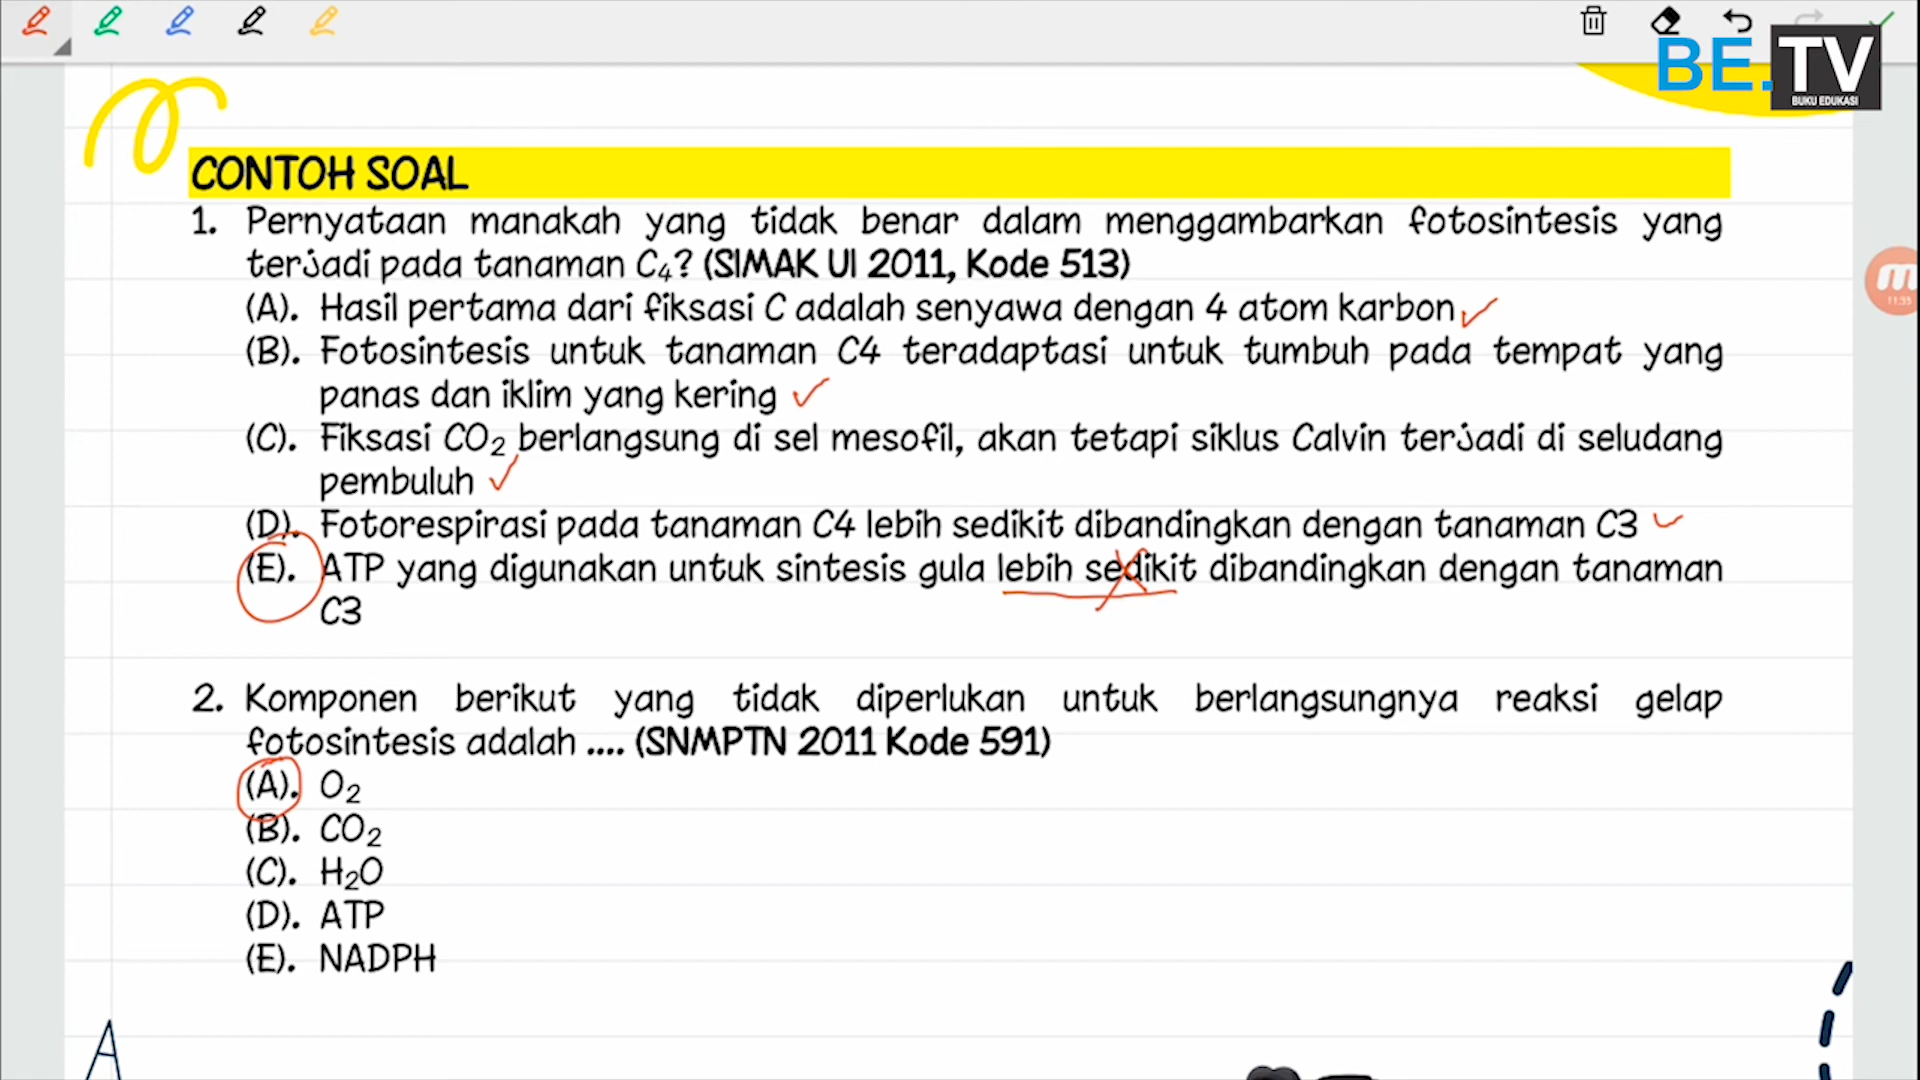 BE.TV
BUKU EDUKASI
CONTOH SOAL
1. Pernyataan manakah yang tidak benar dalam menggambarkan fotosintesis yang
terjadi pada tanaman C₄? (SIMAK UI 2011, Kode 513)
(A). Hasil pertama dari fiksasi C adalah senyawa dengan 4 atom karbon
(B). Fotosintesis untuk tanaman C4 teradaptasi untuk tumbuh pada tempat yang
panas dan iklim yang kering
(C). Fiksasi CO₂ berlangsung di sel mesofil, akan tetapi siklus Calvin terjadi di seludang
pembuluh
(D). Fotorespirasi pada tanaman C4 lebih sedikit dibandingkan dengan tanaman C3
(E). ATP yang digunakan untuk sintesis gula lebih sedikit dibandingkan dengan tanaman
C3
2. Komponen berikut yang tidak diperlukan untuk berlangsungnya reaksi gelap
fotosintesis adalah .... (SNMPTN 2011 Kode 591)
(A). O₂
(B). CO₂
(C). H₂O
(D). ATP
(E). NADPH
A
m
11:35